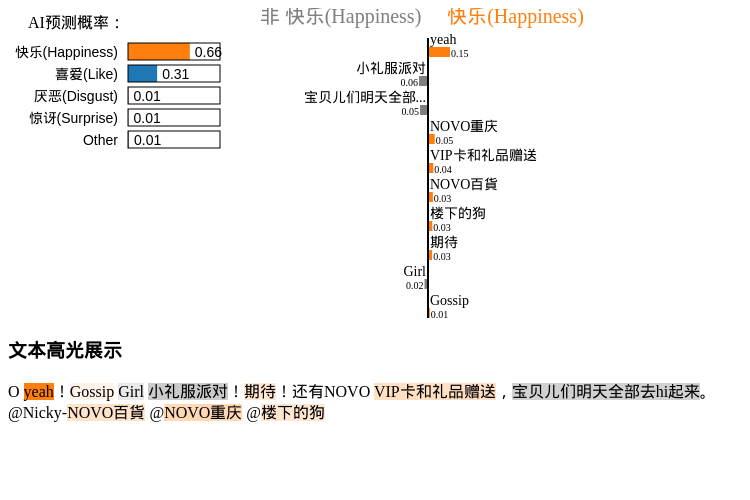 AI预测概率：
快乐(Happiness) 0.66
喜爱(Like) 0.31
厌恶(Disgust) 0.01
惊讶(Surprise) 0.01
Other 0.01
非 快乐(Happiness) 快乐(Happiness)
yeah
0.15
小礼服派对
0.06
宝贝儿们明天全部...
0.05
NOVO重庆
0.05
VIP卡和礼品赠送
0.04
NOVO百貨
0.03
楼下的狗
0.03
期待
0.03
Girl
0.02
Gossip
0.01
文本高光展示
O yeah！Gossip Girl 小礼服派对！期待！还有NOVO VIP卡和礼品赠送，宝贝儿们明天全部去hi起来。
@Nicky-NOVO百貨 @NOVO重庆 @楼下的狗